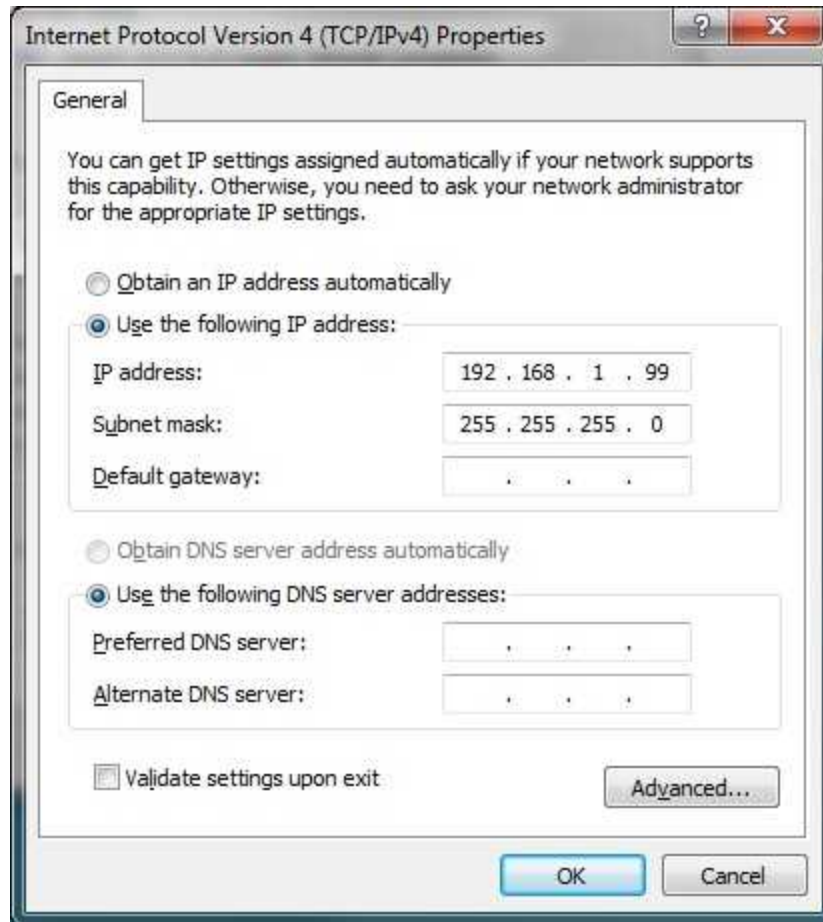 Internet Protocol Version 4 (TCP/IPv4) Properties
?
X
General
You can get IP settings assigned automatically if your network supports
this capability. Otherwise, you need to ask your network administrator
for the appropriate IP settings.
Obtain an IP address automatically
Use the following IP address:
IP address: 192 . 168 . 1 . 99
Subnet mask: 255 . 255 . 255 . 0
Default gateway: . . .
Obtain DNS server address automatically
Use the following DNS server addresses:
Preferred DNS server: . . .
Alternate DNS server: . . .
Validate settings upon exit
Advanced...
OK Cancel